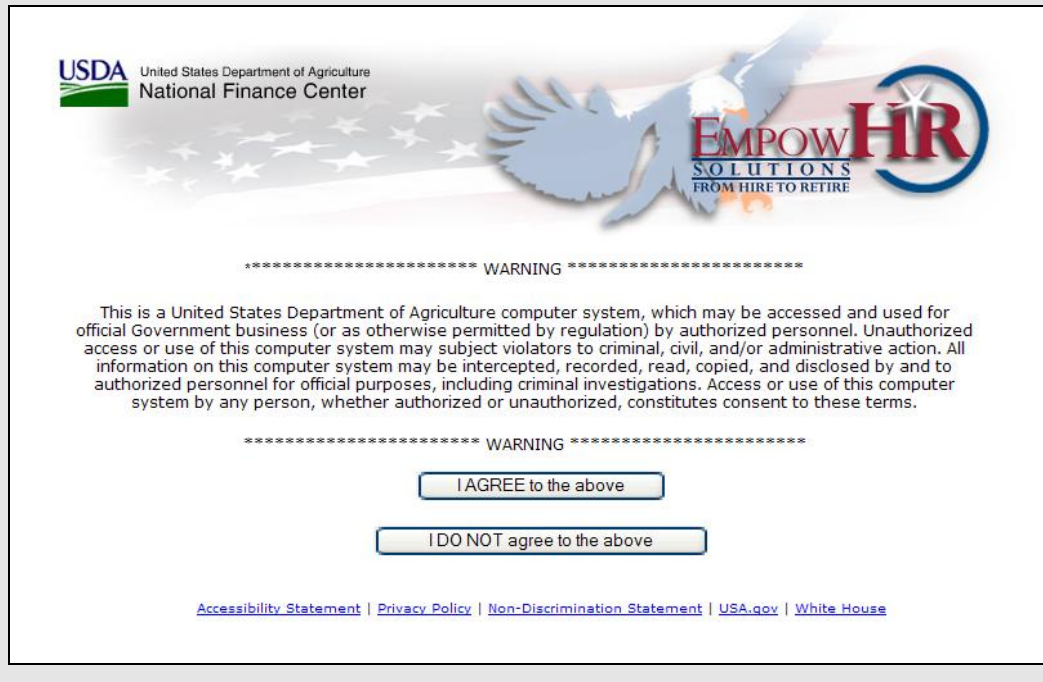 USDA United States Department of Agriculture
National Finance Center
EMPOWHR
SOLUTIONS
FROM HIRE TO RETIRE
*********************** WARNING ***********************
This is a United States Department of Agriculture computer system, which may be accessed and used for
official Government business (or as otherwise permitted by regulation) by authorized personnel. Unauthorized
access or use of this computer system may subject violators to criminal, civil, and/or administrative action. All
information on this computer system may be intercepted, recorded, read, copied, and disclosed by and to
authorized personnel for official purposes, including criminal investigations. Access or use of this computer
system by any person, whether authorized or unauthorized, constitutes consent to these terms.
*********************** WARNING ***********************
I AGREE to the above
I DO NOT agree to the above
Accessibility Statement | Privacy Policy | Non-Discrimination Statement | USA.gov | White House